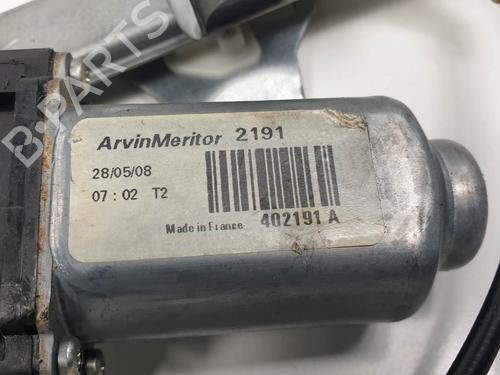 B-PARTS
ArvinMeritor 2191
28/05/08
07 : 02 T2
Made in France 402191 A